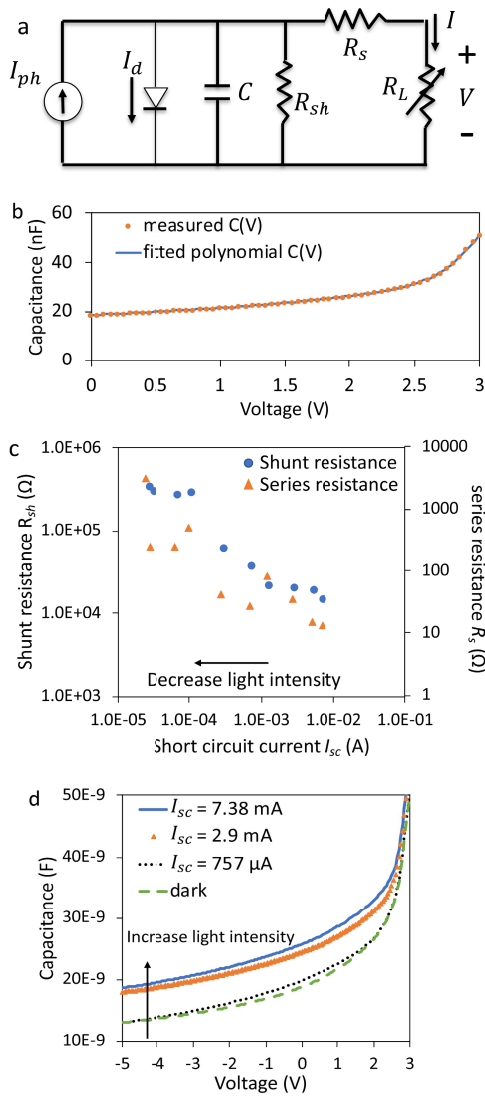 a
I
I_ph
I_d
C
R_sh
R_s
R_L
+
V
-
b
60
40
20
0
Capacitance (nF)
measured C(V)
fitted polynomial C(V)
0 0.5 1 1.5 2 2.5 3
Voltage (V)
c
1.0E+06
1.0E+05
1.0E+04
1.0E+03
Shunt resistance R_sh (Ω)
Shunt resistance
Series resistance
10000
1000
100
10
1
series resistance R_s (Ω)
Decrease light intensity
1.0E-05 1.0E-04 1.0E-03 1.0E-02 1.0E-01
Short circuit current I_sc (A)
d
50E-9
40E-9
30E-9
20E-9
10E-9
Capacitance (F)
I_sc = 7.38 mA
I_sc = 2.9 mA
I_sc = 757 µA
dark
Increase light intensity
-5 -4 -3 -2 -1 0 1 2 3
Voltage (V)